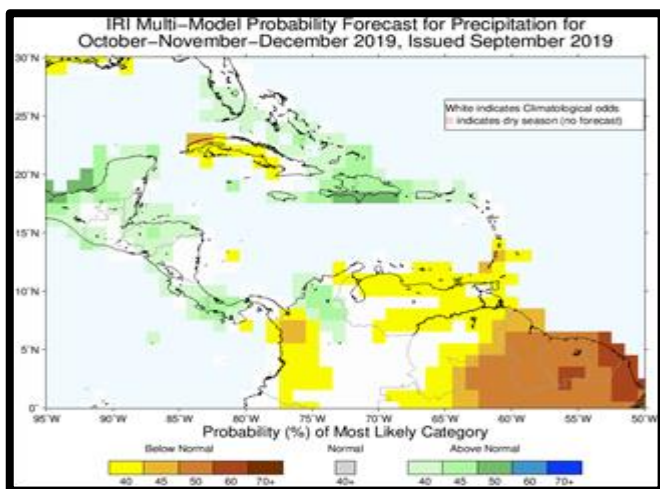 IRI Multi-Model Probability Forecast for Precipitation for
October-November-December 2019, Issued September 2019
30°N
White indicates Climatological odds
indicates dry season (no forecast)
25°N
20°N
15°N
10°N
5°N
0°
95°W 90°W 85°W 80°W 75°W 70°W 65°W 60°W 55°W 50°W
Probability (%) of Most Likely Category
Below Normal Normal Above Normal
40 45 50 60 70+ 40+ 40 45 50 60 70+